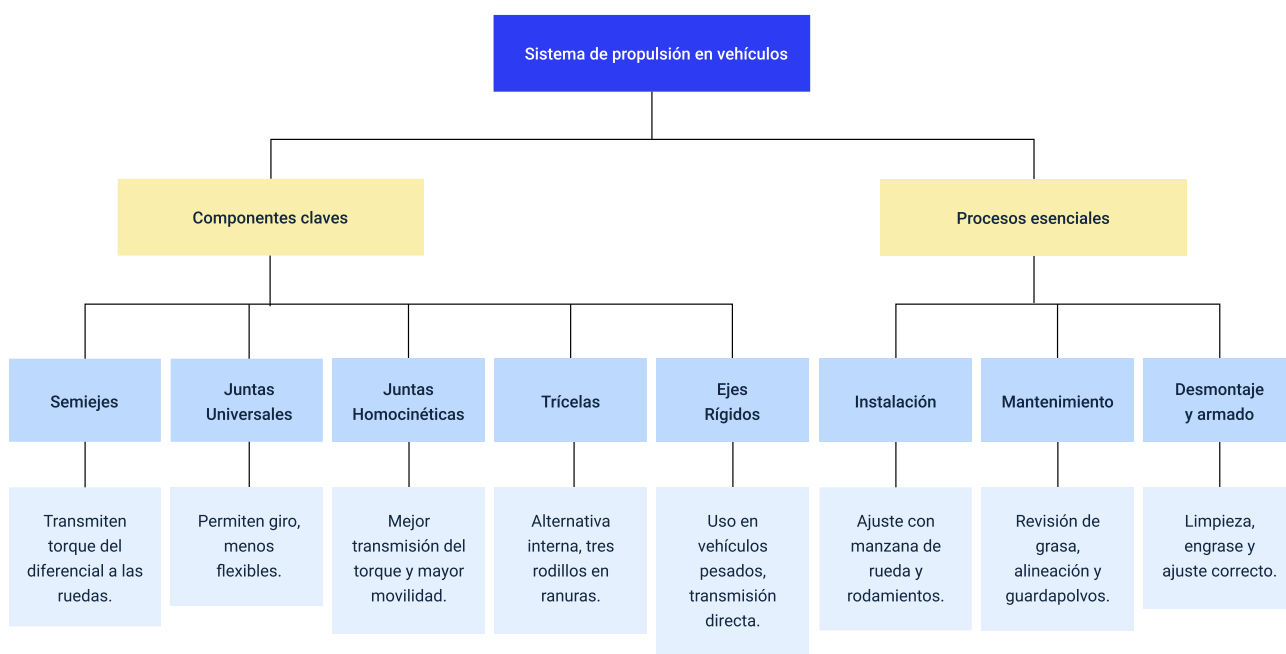 Sistema de propulsión en vehículos
Componentes claves
Procesos esenciales
Semiejes
Juntas
Universales
Juntas
Homocinéticas
Trícelas
Ejes
Rígidos
Instalación
Mantenimiento
Desmontaje
y armado
Transmiten
torque del
diferencial a las
ruedas.
Permiten giro,
menos
flexibles.
Mejor
transmisión del
torque y mayor
movilidad.
Alternativa
interna, tres
rodillos en
ranuras.
Uso en
vehículos
pesados,
transmisión
directa.
Ajuste con
manzana de
rueda y
rodamientos.
Revisión de
grasa,
alineación y
guardapolvos.
Limpieza,
engrase y
ajuste correcto.